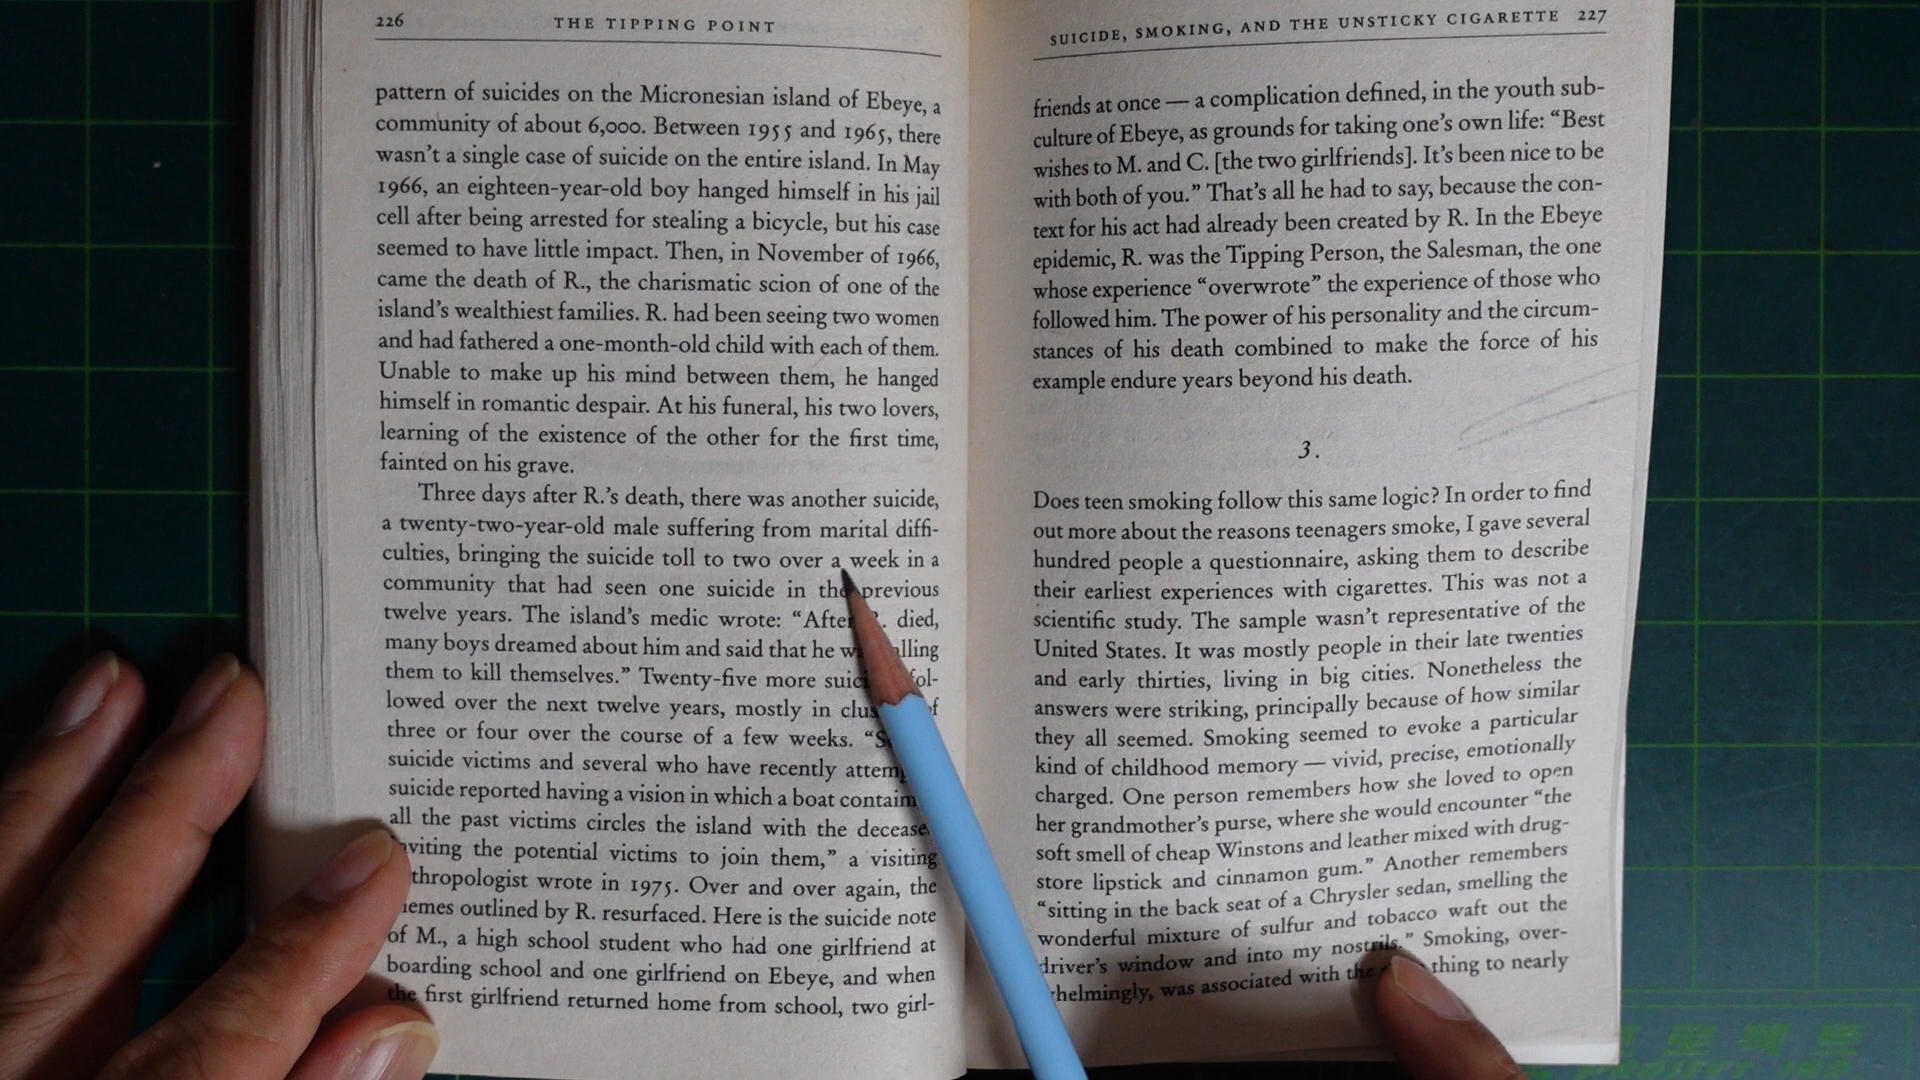 226 THE TIPPING POINT
pattern of suicides on the Micronesian island of Ebeye, a
community of about 6,000. Between 1955 and 1965, there
wasn't a single case of suicide on the entire island. In May
1966, an eighteen-year-old boy hanged himself in his jail
cell after being arrested for stealing a bicycle, but his case
seemed to have little impact. Then, in November of 1966,
came the death of R., the charismatic scion of one of the
island's wealthiest families. R. had been seeing two women
and had fathered a one-month-old child with each of them.
Unable to make up his mind between them, he hanged
himself in romantic despair. At his funeral, his two lovers,
learning of the existence of the other for the first time,
fainted on his grave.
Three days after R.'s death, there was another suicide,
a twenty-two-year-old male suffering from marital diffi-
culties, bringing the suicide toll to two over a week in a
community that had seen one suicide in the previous
twelve years. The island's medic wrote: “After died,
many boys dreamed about him and said that he
them to kill themselves.” Twenty-five more fol-
lowed over the next twelve years, mostly in
three or four over the course of a few weeks.
suicide victims and several who have recently
suicide reported having a vision in which a boat
all the past victims circles the island with the
inviting the potential victims to join them,” a visiting
anthropologist wrote in 1975. Over and over again, the
themes outlined by R. resurfaced. Here is the suicide note
of M., a high school student who had one girlfriend at
boarding school and one girlfriend on Ebeye, and when
the first girlfriend returned home from school, two girl-
SUICIDE, SMOKING, AND THE UNSTICKY CIGARETTE 227
friends at once — a complication defined, in the youth sub-
culture of Ebeye, as grounds for taking one's own life: “Best
wishes to M. and C. [the two girlfriends]. It's been nice to be
with both of you.” That's all he had to say, because the con-
text for his act had already been created by R. In the Ebeye
epidemic, R. was the Tipping Person, the Salesman, the one
whose experience “overwrote” the experience of those who
followed him. The power of his personality and the circum-
stances of his death combined to make the force of his
example endure years beyond his death.
3.
Does teen smoking follow this same logic? In order to find
out more about the reasons teenagers smoke, I gave several
hundred people a questionnaire, asking them to describe
their earliest experiences with cigarettes. This was not a
scientific study. The sample wasn't representative of the
United States. It was mostly people in their late twenties
and early thirties, living in big cities. Nonetheless the
answers were striking, principally because of how similar
they all seemed. Smoking seemed to evoke a particular
kind of childhood memory — vivid, precise, emotionally
charged. One person remembers how she loved to open
her grandmother's purse, where she would encounter “the
soft smell of cheap Winstons and leather mixed with drug-
store lipstick and cinnamon gum.” Another remembers
“sitting in the back seat of a Chrysler sedan, smelling the
wonderful mixture of sulfur and tobacco waft out the
driver's window and into my nostrils.” Smoking, over-
whelmingly, was associated with the thing to nearly